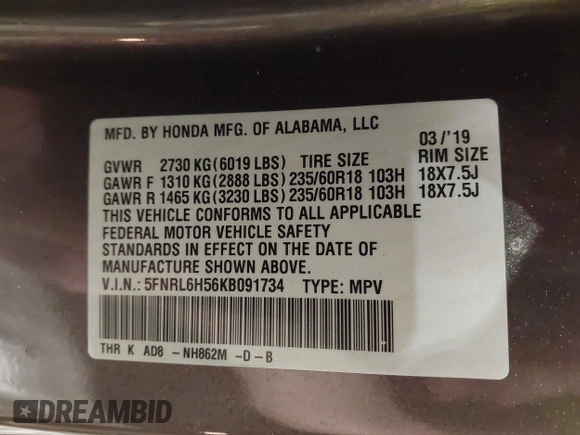 MFD. BY HONDA MFG. OF ALABAMA, LLC
03/'19
GVWR 2730 KG(6019 LBS) TIRE SIZE RIM SIZE
GAWR F 1310 KG(2888 LBS)235/60R18 103H 18X7.5J
GAWR R 1465 KG(3230 LBS)235/60R18 103H 18X7.5J
THIS VEHICLE CONFORMS TO ALL APPLICABLE
FEDERAL MOTOR VEHICLE SAFETY
STANDARDS IN EFFECT ON THE DATE OF
MANUFACTURE SHOWN ABOVE.
V.I.N.: 5FNRL6H56KB091734 TYPE: MPV
THR K AD8 -NH862M -D-B
DREAMBID